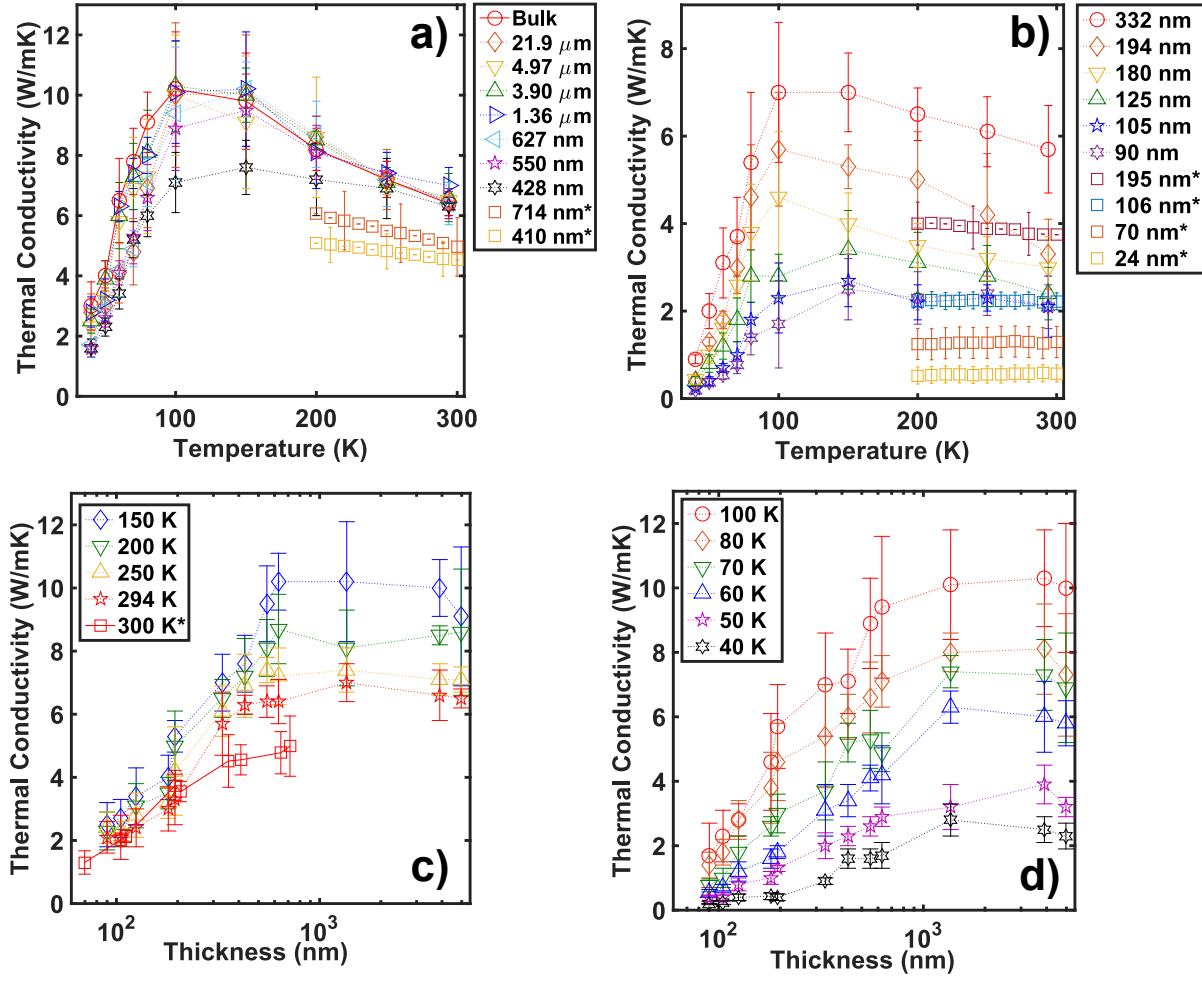 a)
Thermal Conductivity (W/mK)
12
10
8
6
4
2
0
100
200
300
Temperature (K)
Bulk
21.9 μm
4.97 μm
3.90 μm
1.36 μm
627 nm
550 nm
428 nm
714 nm*
410 nm*
b)
Thermal Conductivity (W/mK)
8
6
4
2
0
100
200
300
Temperature (K)
332 nm
194 nm
180 nm
125 nm
105 nm
90 nm
195 nm*
106 nm*
70 nm*
24 nm*
c)
Thermal Conductivity (W/mK)
12
10
8
6
4
2
0
10²
10³
Thickness (nm)
150 K
200 K
250 K
294 K
300 K*
d)
Thermal Conductivity (W/mK)
12
10
8
6
4
2
0
10²
10³
Thickness (nm)
100 K
80 K
70 K
60 K
50 K
40 K